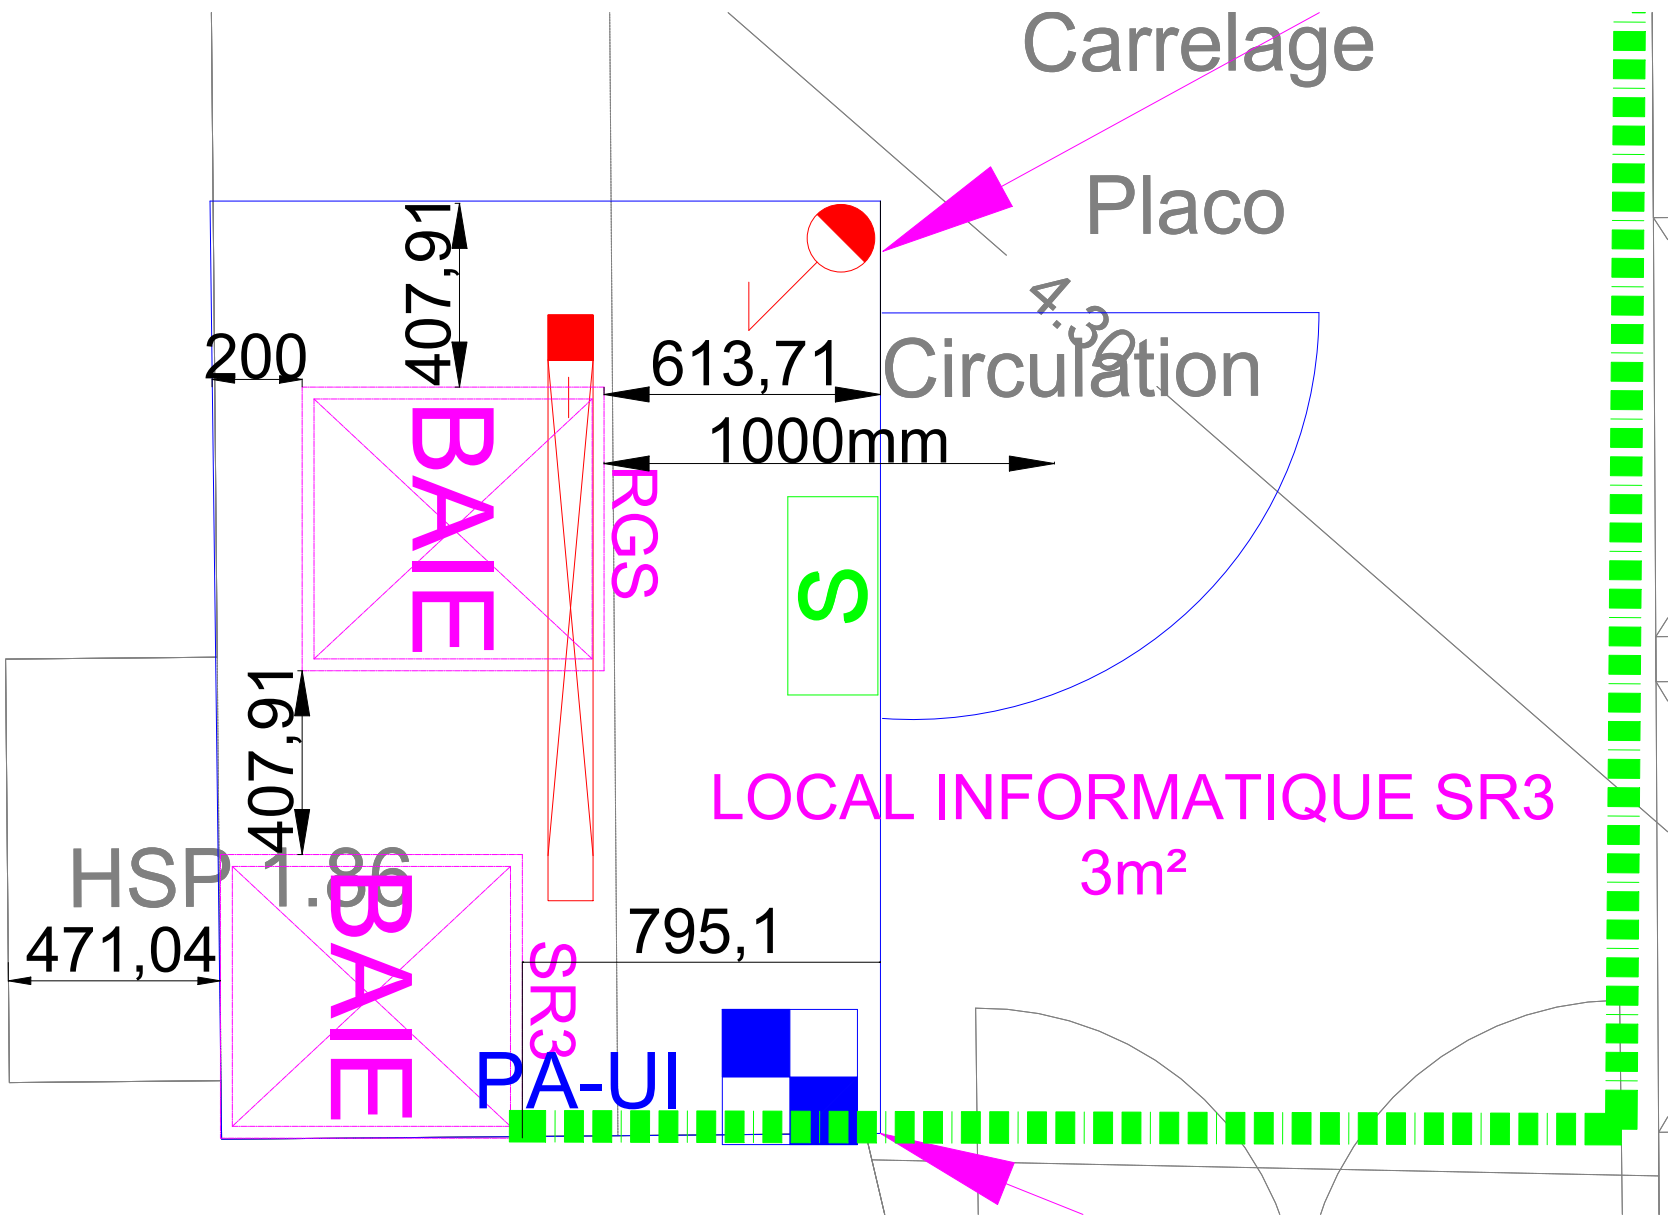 Carrelage
Placo
4.30
Circulation
407,91
200
613,71
1000mm
BAIE
RGS
S
407,91
LOCAL INFORMATIQUE SR3
3m²
HSP 1.86
BAIE
471,04
795,1
SR3
PA-UI